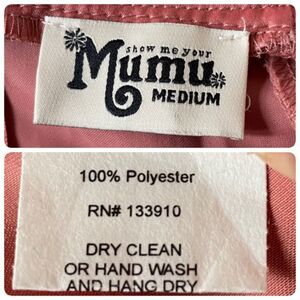 show me your
Mumu
MEDIUM
100% Polyester
RN# 133910
DRY CLEAN
OR HAND WASH
AND HANG DRY